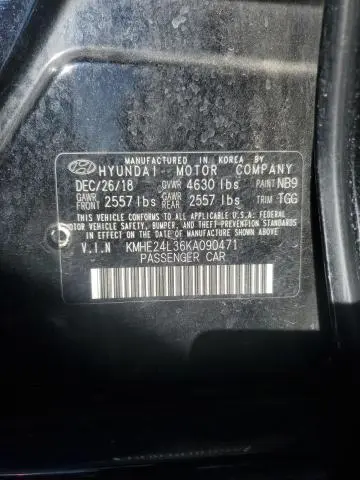 MANUFACTURED IN KOREA BY
HYUNDAI MOTOR COMPANY
DEC/26/18 GVWR 4630 lbs PAINT NB9
GAWR FRONT 2557 lbs GAWR REAR 2557 lbs TRIM TGG
THIS VEHICLE CONFORMS TO ALL APPLICABLE U.S.A. FEDERAL
MOTOR VEHICLE SAFETY, BUMPER, AND THEFT PREVENTION STANDARDS
IN EFFECT ON THE DATE OF MANUFACTURE SHOWN ABOVE.
V.I.N KMHE24L36KA090471
PASSENGER CAR